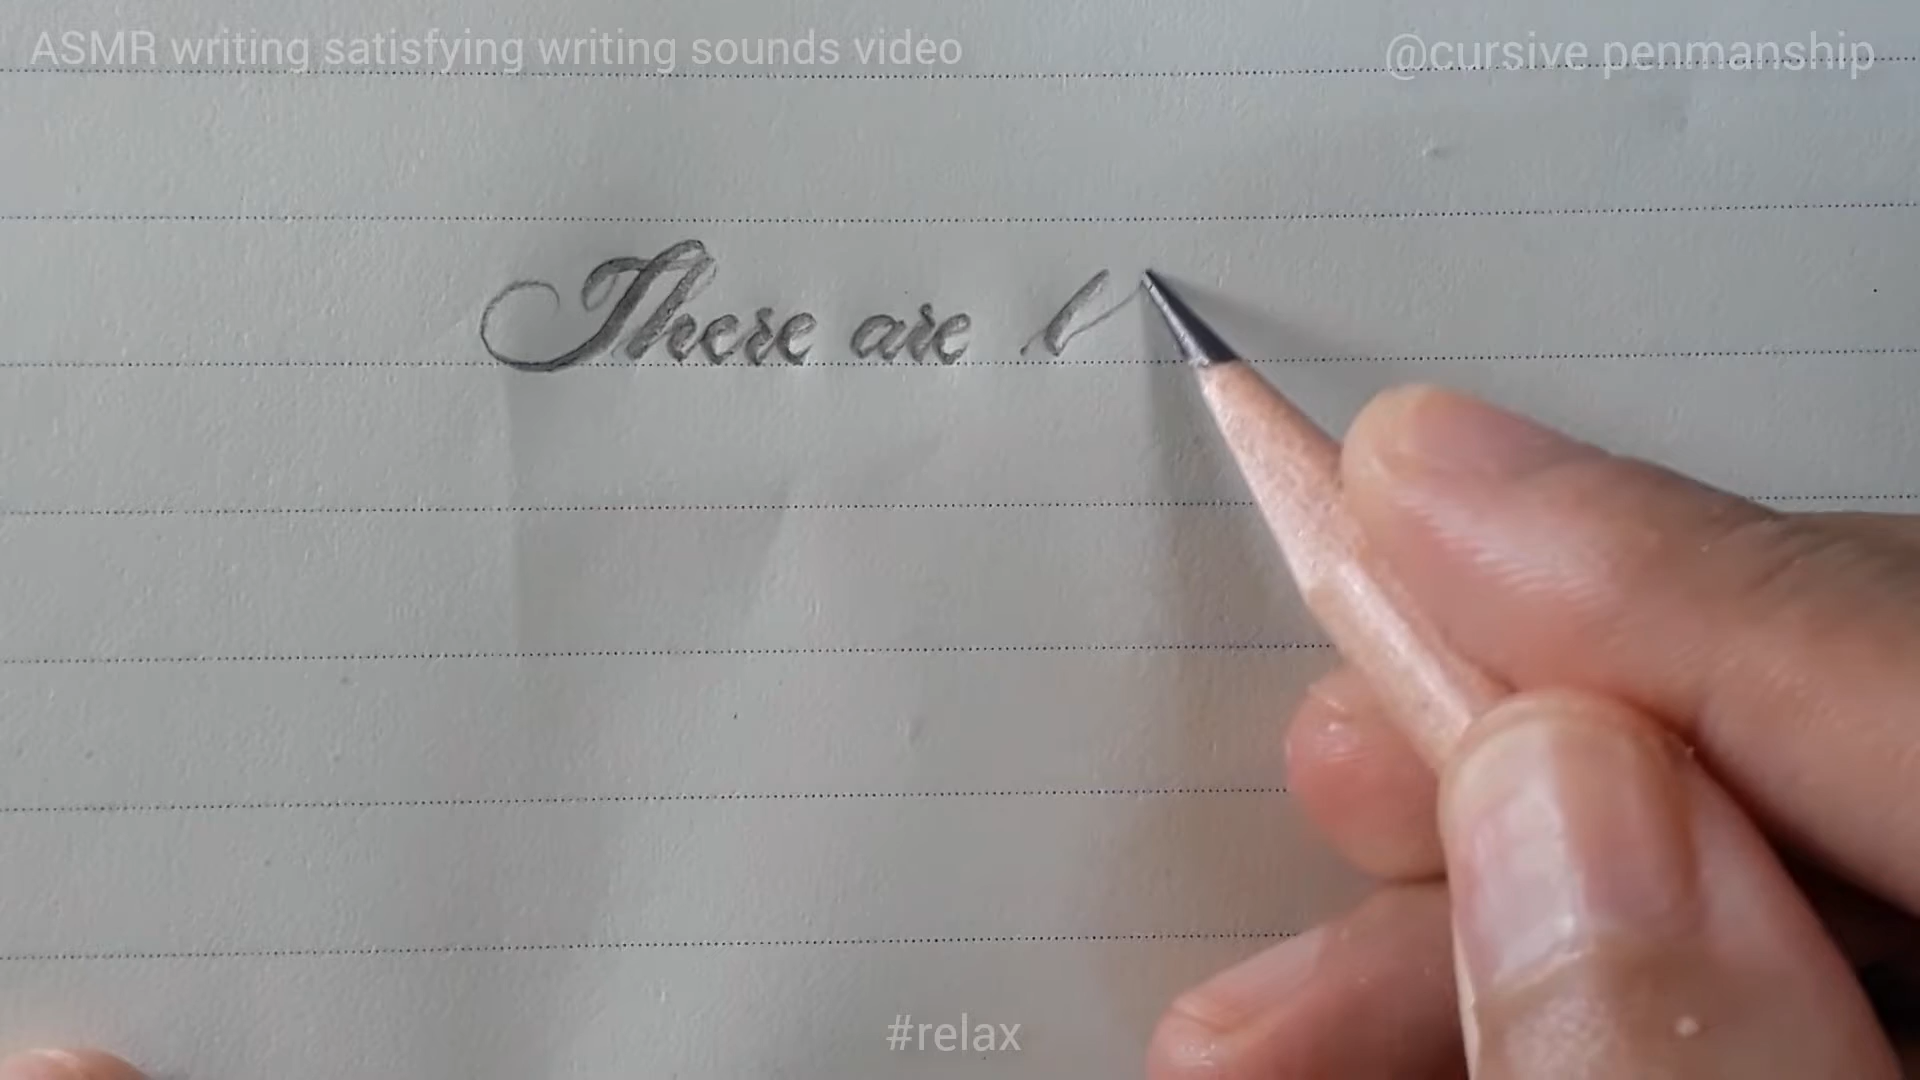 ASMR writing satisfying writing sounds video
@cursive penmanship
There are
#relax